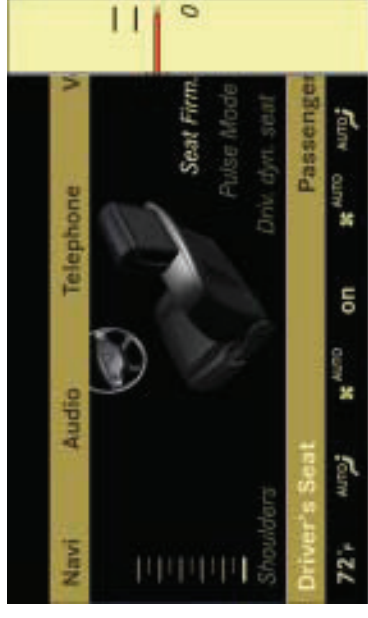 Navi Audio Telephone V
0
Seat Firm.
Pulse Mode
Shoulders Driv. dyn. seat
Driver's Seat Passenger
72°F AUTO AUTO on AUTO AUTO